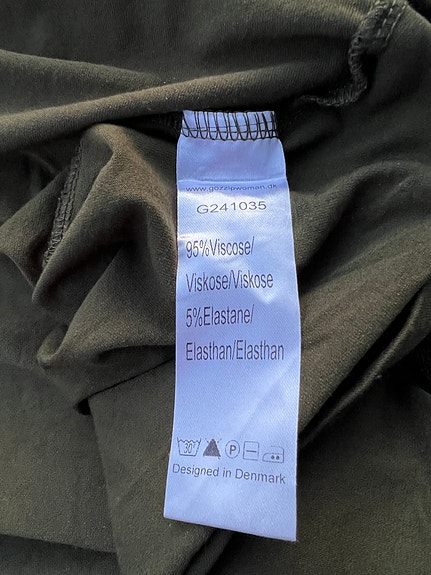 www.gozzipwoman.dk
G241035
95%Viscose/
Viskose/Viskose
5%Elastane/
Elasthan/Elasthan
30° P
Designed in Denmark